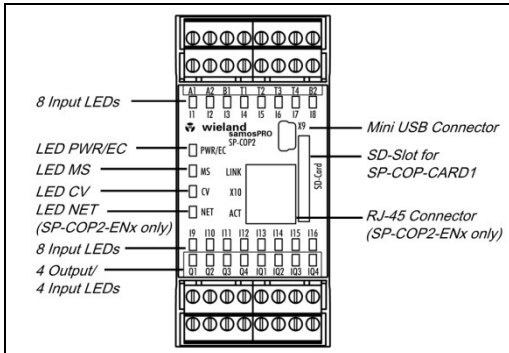 A1 A2 B1 T1 T2 T3 T4 B2
8 Input LEDs
I1 I2 I3 I4 I5 I6 I7 I8
wieland
samosPRO
SP-COP2
X9
Mini USB Connector
LED PWR/EC
PWR/EC
SD-Slot for
SP-COP-CARD1
LED MS
MS
LINK
SD-Card
LED CV
CV
X10
LED NET
(SP-COP2-ENx only)
NET
ACT
RJ-45 Connector
(SP-COP2-ENx only)
8 Input LEDs
I9 I10 I11 I12 I13 I14 I15 I16
4 Output/
4 Input LEDs
Q1 Q2 Q3 Q4 IQ1 IQ2 IQ3 IQ4